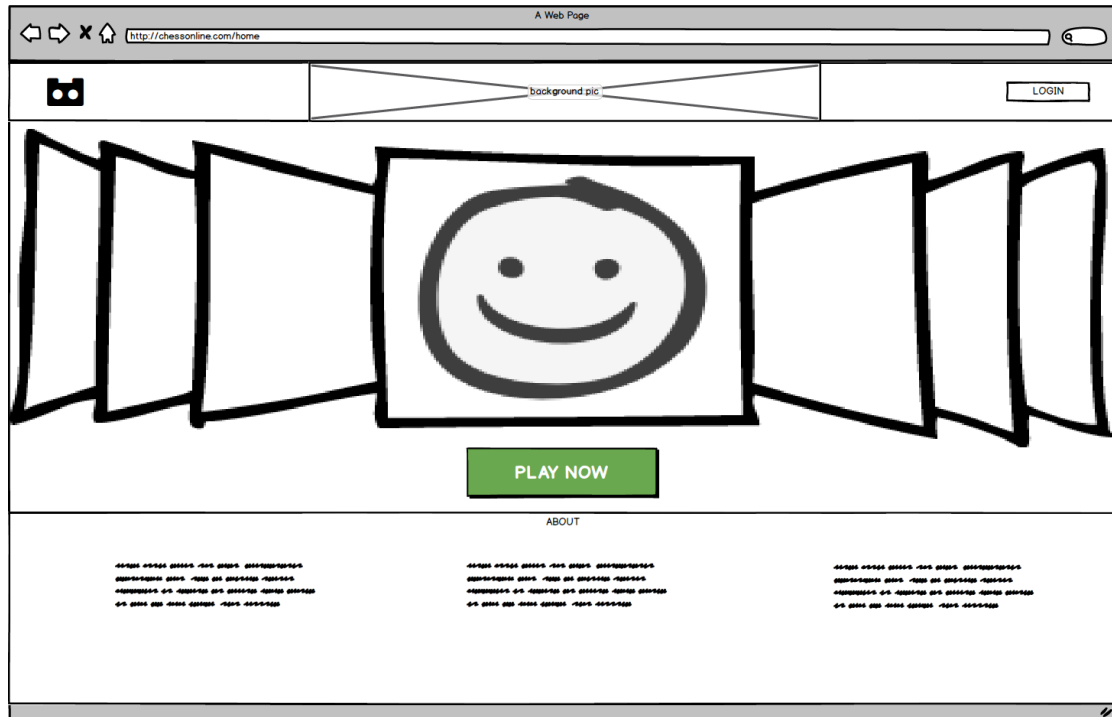 A Web Page
http://chessonline.com/home
background pic
LOGIN
PLAY NOW
ABOUT